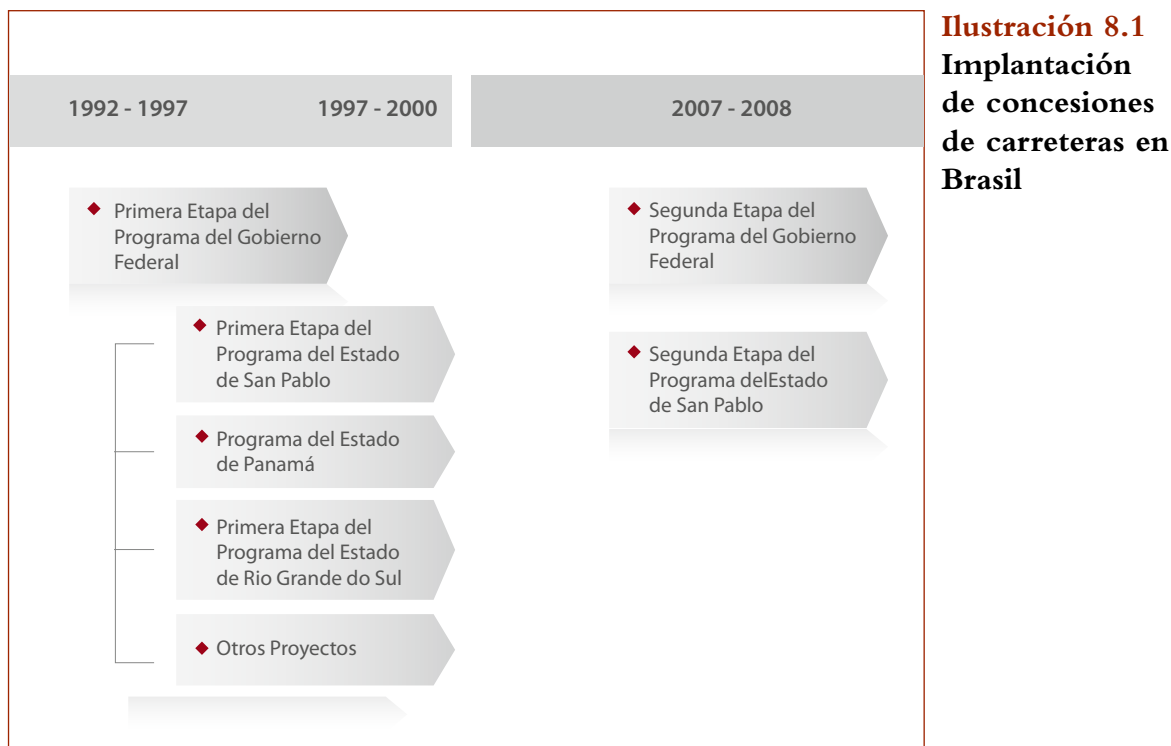 Ilustración 8.1
Implantación
de concesiones
de carreteras en
Brasil
1992 - 1997
1997 - 2000
2007 - 2008
Primera Etapa del
Programa del Gobierno
Federal
Primera Etapa del
Programa del Estado
de San Pablo
Programa del Estado
de Panamá
Primera Etapa del
Programa del Estado
de Rio Grande do Sul
Otros Proyectos
Segunda Etapa del
Programa del Gobierno
Federal
Segunda Etapa del
Programa delEstado
de San Pablo